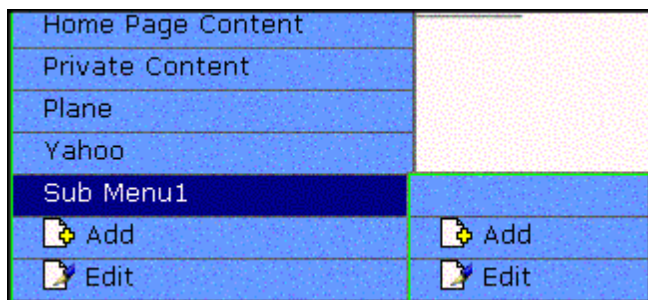 Home Page Content
Private Content
Plane
Yahoo
Sub Menu1
Add
Edit
Add
Edit